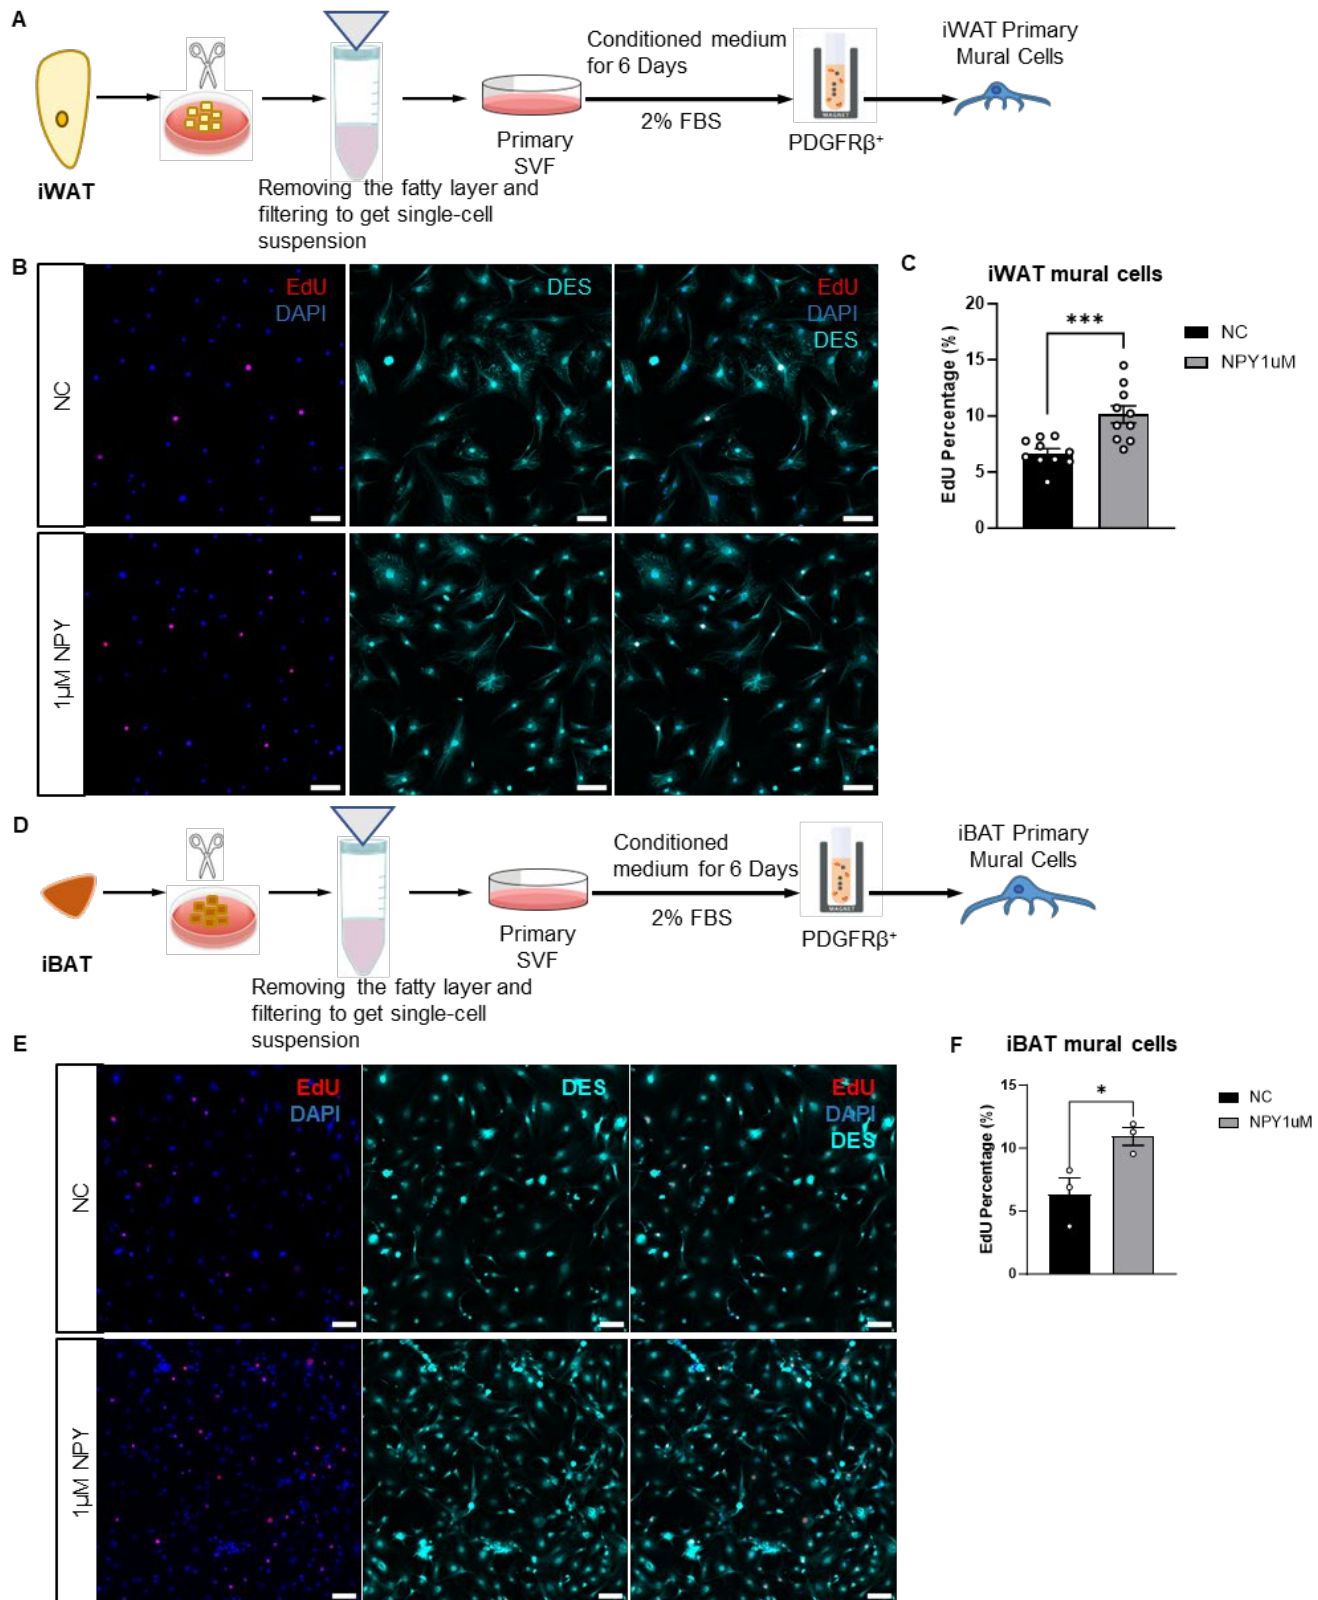 A
iWAT
Removing the fatty layer and
filtering to get single-cell
suspension
Primary
SVF
Conditioned medium
for 6 Days
2% FBS
MAGNET
PDGFRβ⁺
iWAT Primary
Mural Cells
B
NC
EdU
DAPI
DES
EdU
DAPI
DES
1μM NPY
C
iWAT mural cells
EdU Percentage (%)
20
15
10
5
0
***
NC
NPY1uM
D
iBAT
Removing the fatty layer and
filtering to get single-cell
suspension
Primary
SVF
Conditioned
medium for 6 Days
2% FBS
MAGNET
PDGFRβ⁺
iBAT Primary
Mural Cells
E
NC
EdU
DAPI
DES
EdU
DAPI
DES
1μM NPY
F
iBAT mural cells
EdU Percentage (%)
15
10
5
0
*
NC
NPY1uM